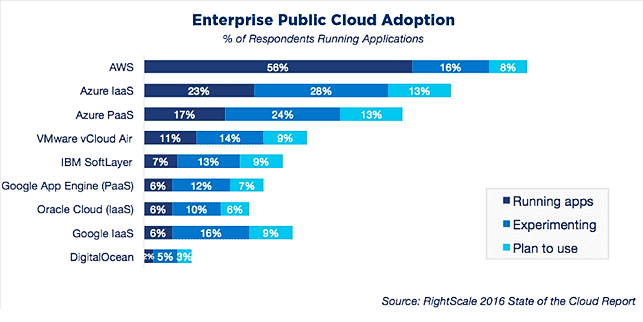 Enterprise Public Cloud Adoption
% of Respondents Running Applications
AWS 56% 16% 8%
Azure IaaS 23% 28% 13%
Azure PaaS 17% 24% 13%
VMware vCloud Air 11% 14% 9%
IBM SoftLayer 7% 13% 9%
Google App Engine (PaaS) 6% 12% 7%
Oracle Cloud (IaaS) 6% 10% 6%
Google IaaS 6% 16% 9%
DigitalOcean 2% 5% 3%
Running apps
Experimenting
Plan to use
Source: RightScale 2016 State of the Cloud Report